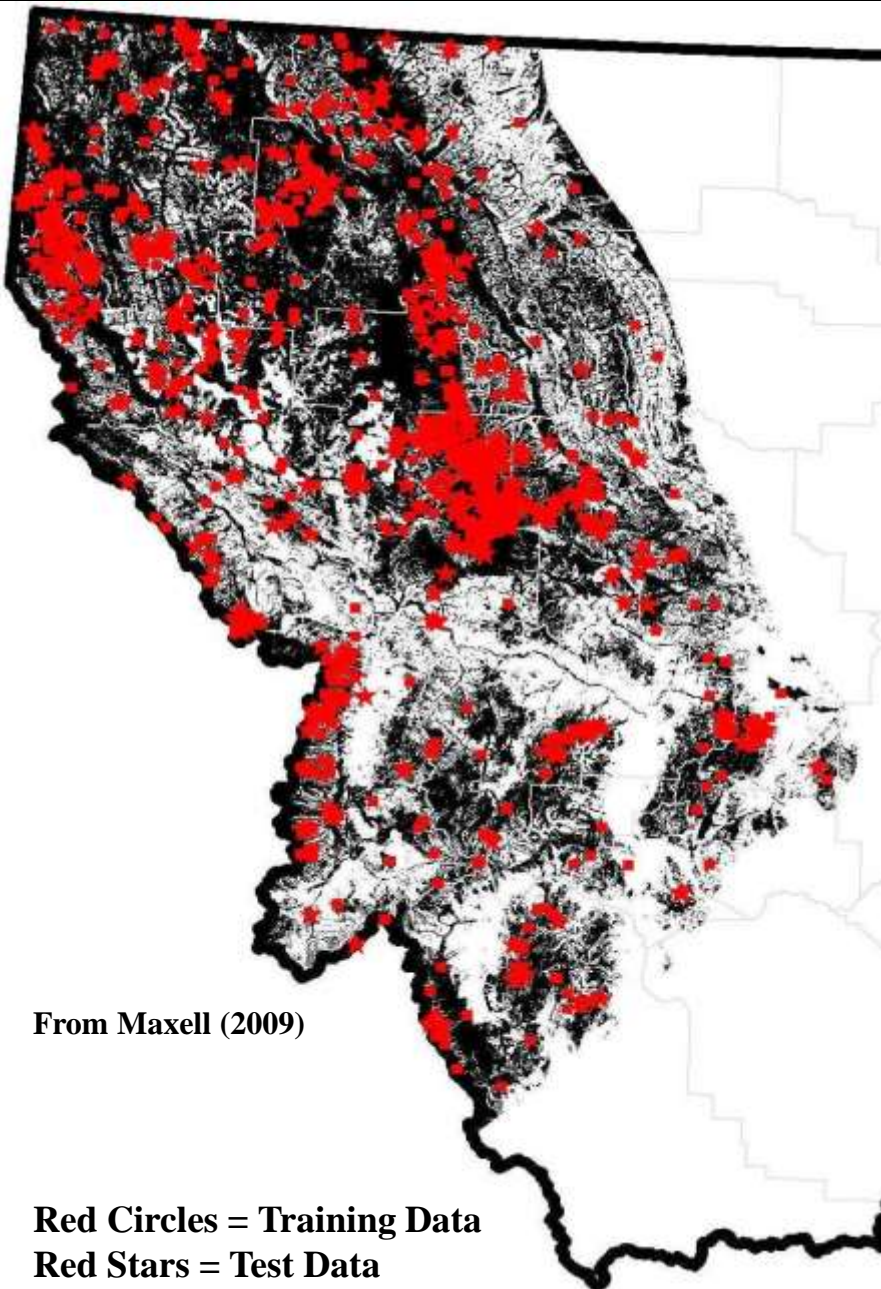 From Maxell (2009)
Red Circles = Training Data
Red Stars = Test Data